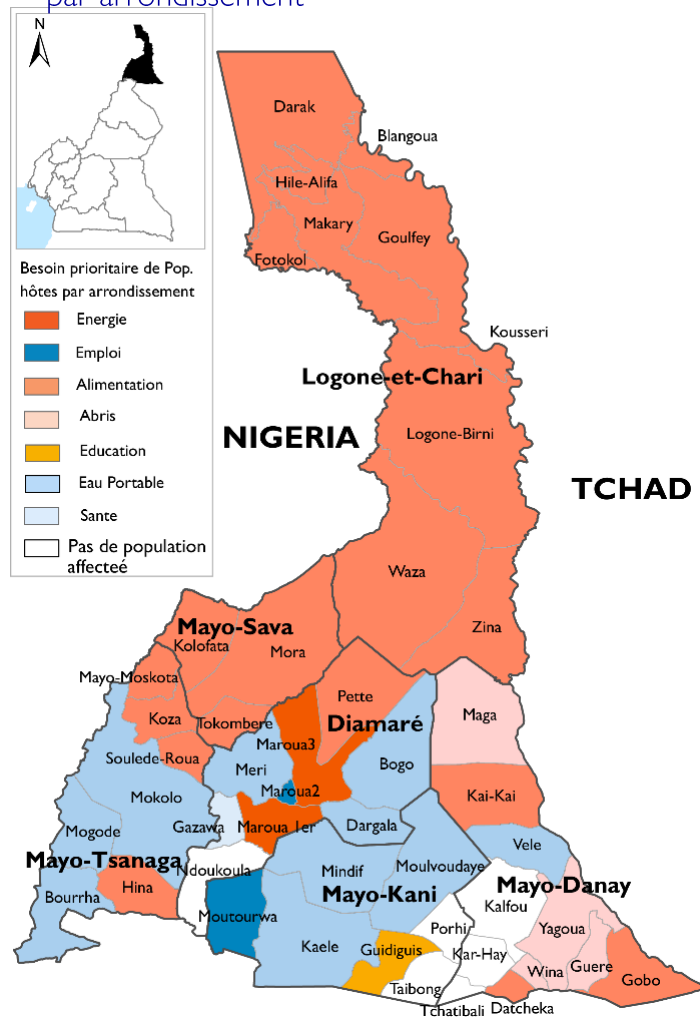 par arrondissement
N
Besoin prioritaire de Pop.
hôtes par arrondissement
Energie
Emploi
Alimentation
Abris
Education
Eau Portable
Sante
Pas de population
affecteé
Darak
Blangoua
Hile-Alifa
Makary
Goulfey
Fotokol
Kousseri
Logone-et-Chari
NIGERIA
Logone-Birni
TCHAD
Waza
Zina
Mayo-Sava
Kolofata
Mora
Mayo-Moskota
Pette
Koza
Tokombere
Diamaré
Maga
Maroua3
Soulede-Roua
Meri
Bogo
Maroua2
Kai-Kai
Mokolo
Gazawa
Maroua 1er
Dargala
Mogode
Vele
Mayo-Tsanaga
Ndoukoula
Mindif
Moulvoudaye
Hina
Bourrha
Mayo-Kani
Mayo-Danay
Kalfou
Moutourwa
Porhi
Yagoua
Kaele
Guidiguis
Kar-Hay
Wina
Guere
Gobo
Taibong
Tchatibali
Datcheka